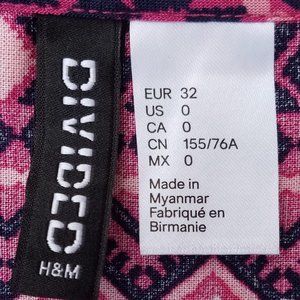 DIVIDED
H&M
EUR 32
US 0
CA 0
CN 155/76A
MX 0
Made in
Myanmar
Fabriqué en
Birmanie